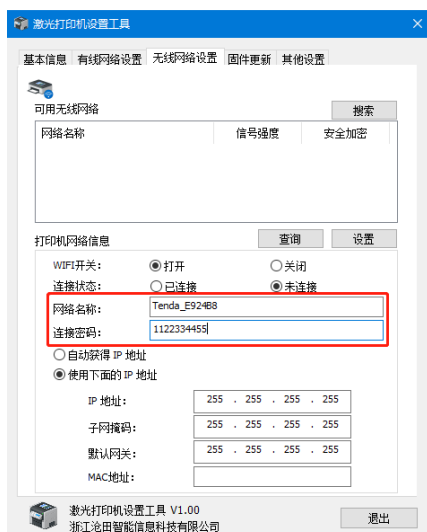 激光打印机设置工具
基本信息 有线网络设置 无线网络设置 固件更新 其他设置
可用无线网络 搜索
网络名称 信号强度 安全加密
打印机网络信息 查询 设置
WIFI开关: 打开 关闭
连接状态: 已连接 未连接
网络名称: Tenda_E924B8
连接密码: 1122334455
自动获得 IP 地址
使用下面的 IP 地址
IP 地址: 255 . 255 . 255 . 255
子网掩码: 255 . 255 . 255 . 255
默认网关: 255 . 255 . 255 . 255
MAC地址:
激光打印机设置工具 V1.00
浙江沧田智能信息科技有限公司 退出